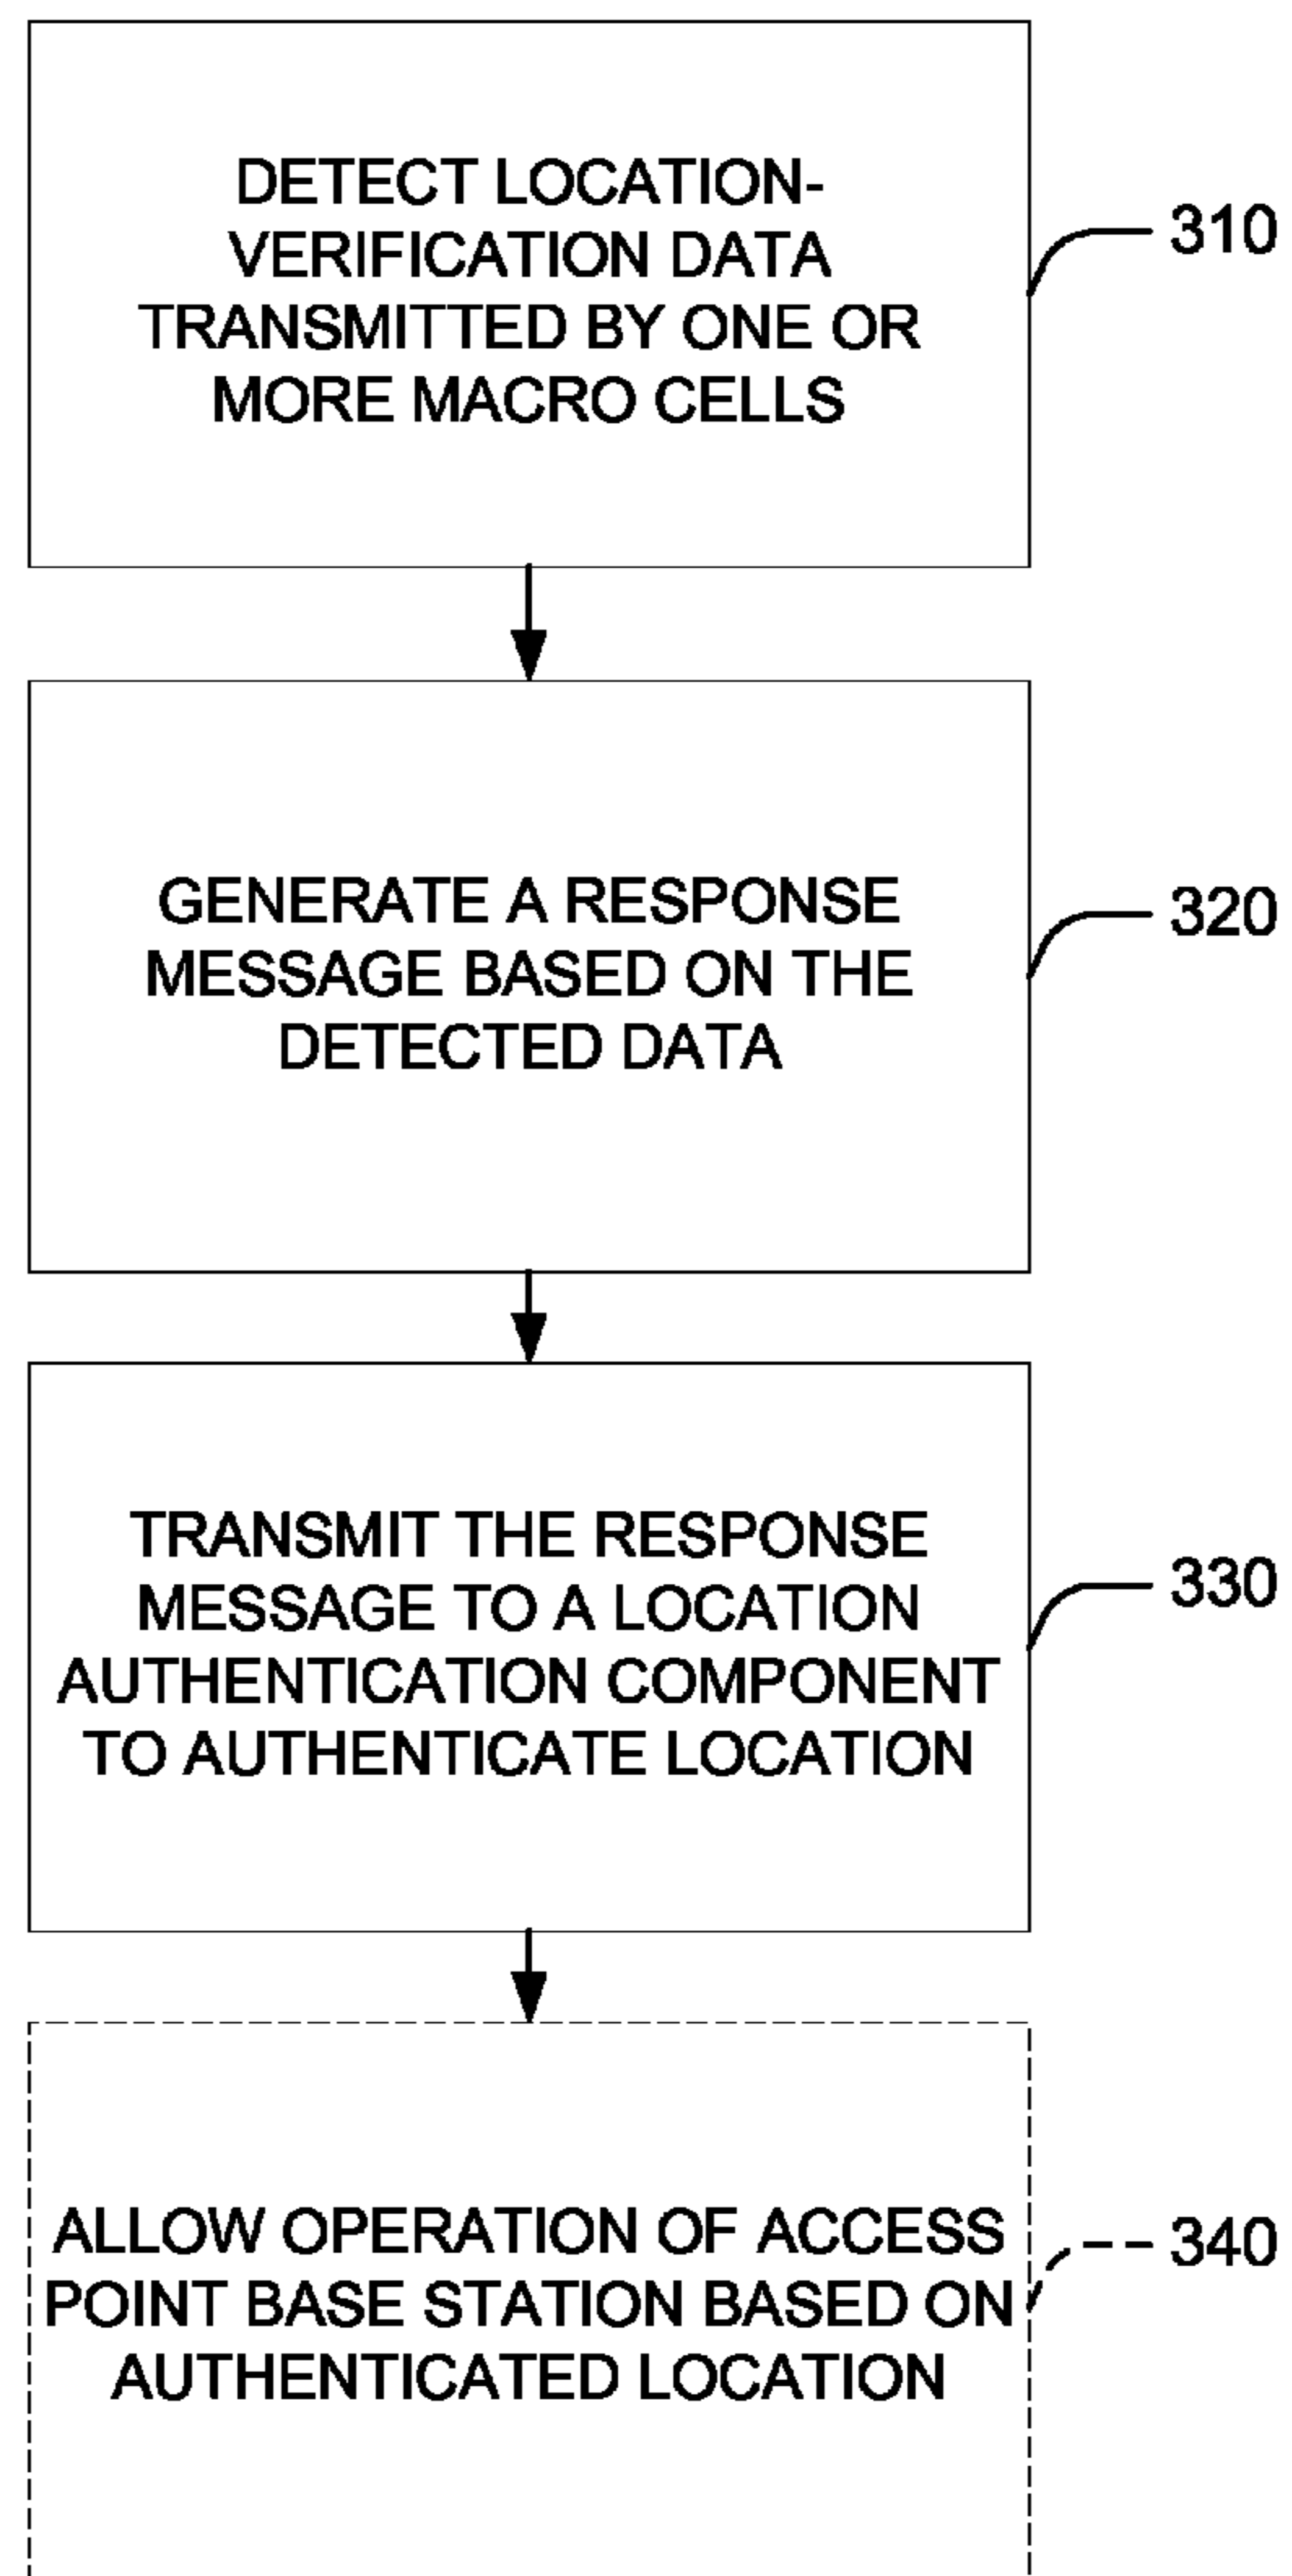 DETECT LOCATION-
VERIFICATION DATA
TRANSMITTED BY ONE OR
MORE MACRO CELLS
310
GENERATE A RESPONSE
MESSAGE BASED ON THE
DETECTED DATA
320
TRANSMIT THE RESPONSE
MESSAGE TO A LOCATION
AUTHENTICATION COMPONENT
TO AUTHENTICATE LOCATION
330
ALLOW OPERATION OF ACCESS
POINT BASE STATION BASED ON
AUTHENTICATED LOCATION
340